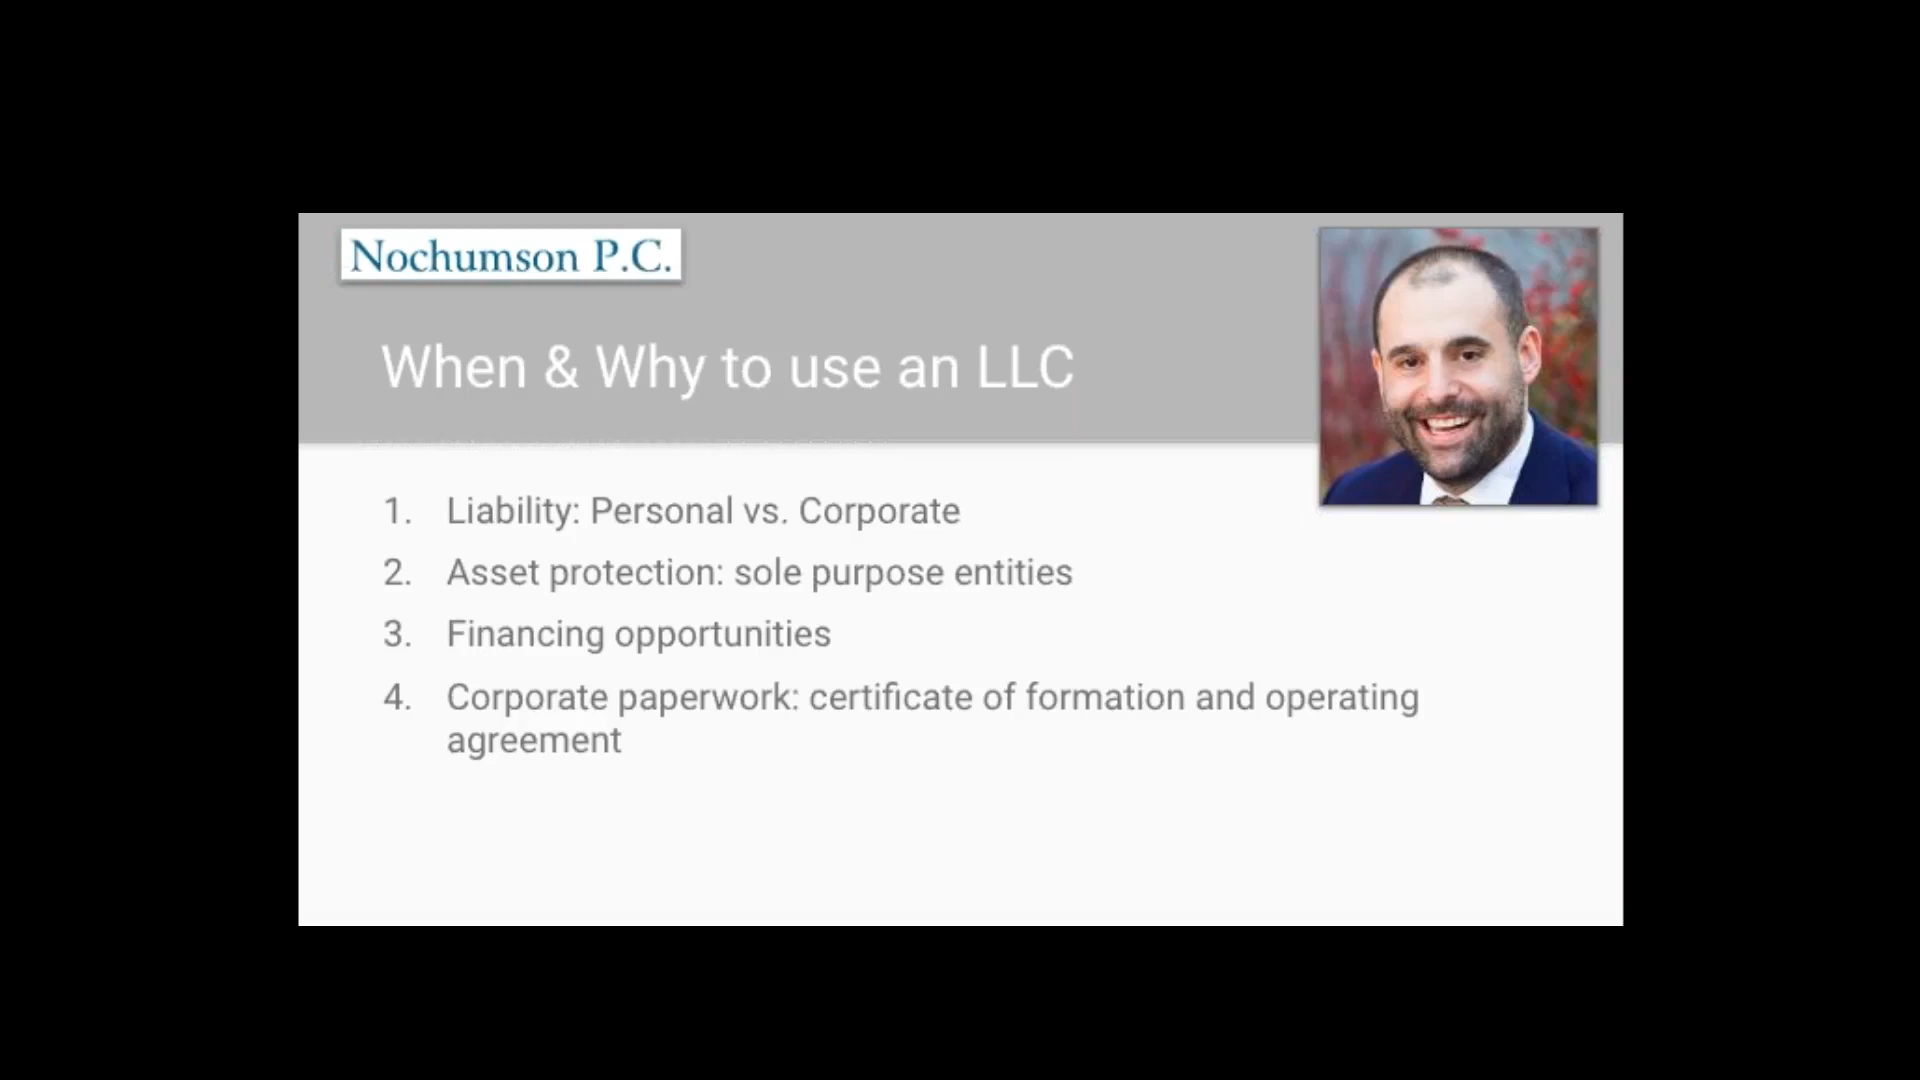 Nochumson P.C.
When & Why to use an LLC
1. Liability: Personal vs. Corporate
2. Asset protection: sole purpose entities
3. Financing opportunities
4. Corporate paperwork: certificate of formation and operating
agreement